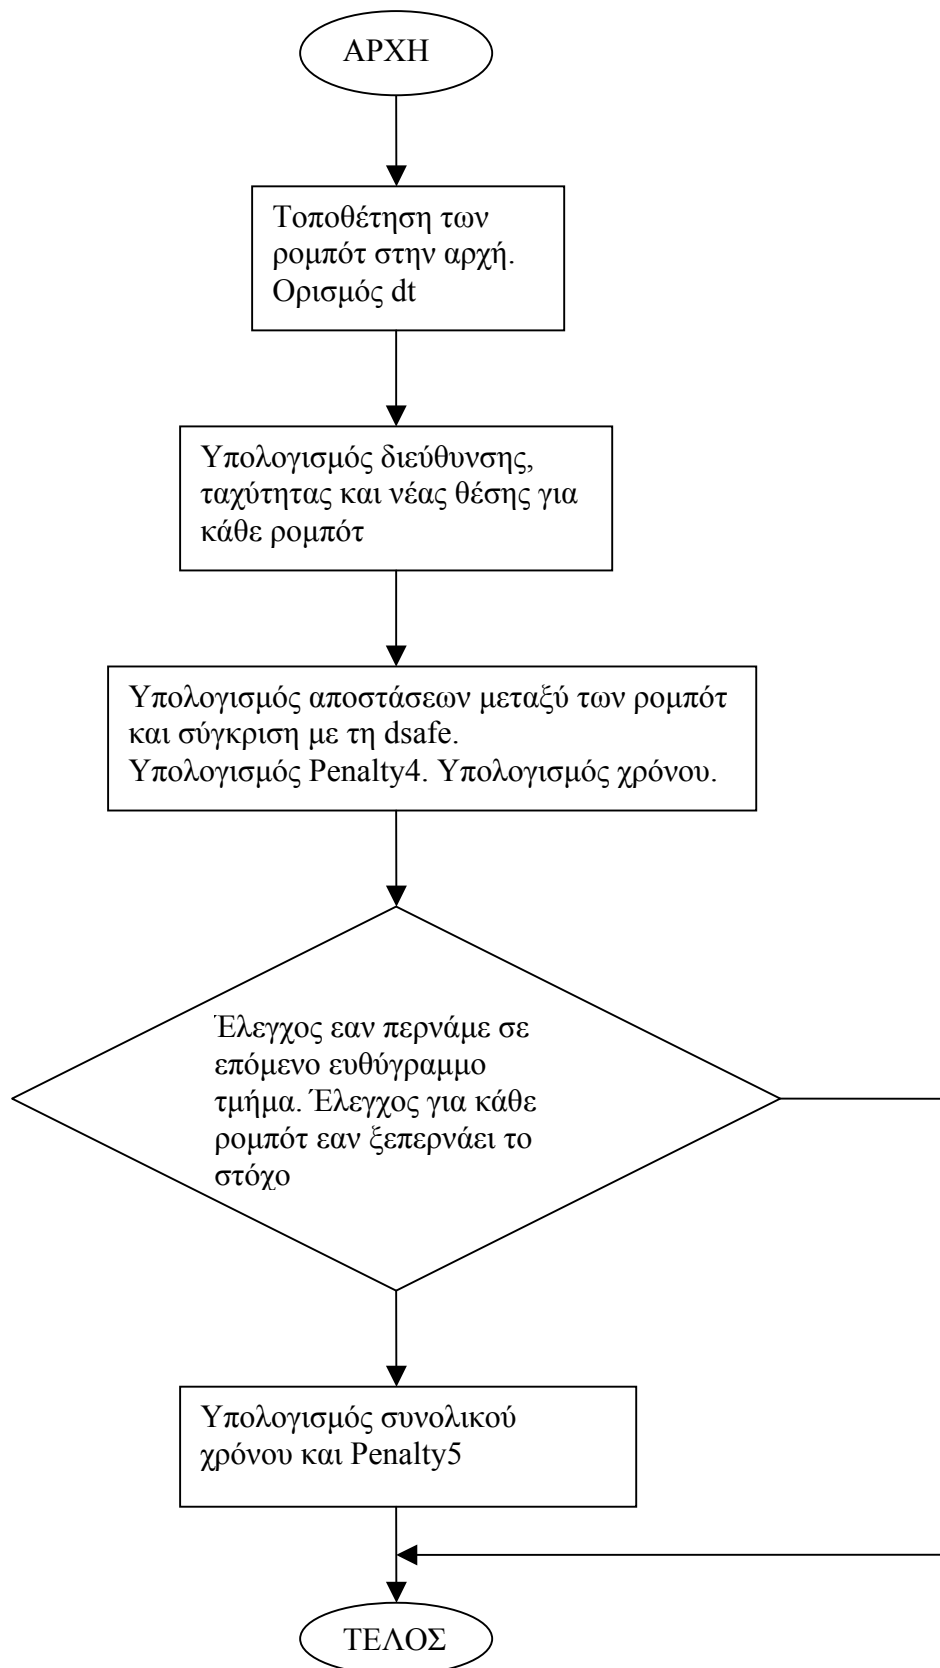 ΑΡΧΗ
Τοποθέτηση των
ρομπότ στην αρχή.
Ορισμός dt
Υπολογισμός διεύθυνσης,
ταχύτητας και νέας θέσης για
κάθε ρομπότ
Υπολογισμός αποστάσεων μεταξύ των ρομπότ
και σύγκριση με τη dsafe.
Υπολογισμός Penalty4. Υπολογισμός χρόνου.
Έλεγχος εαν περνάμε σε
επόμενο ευθύγραμμο
τμήμα. Έλεγχος για κάθε
ρομπότ εαν ξεπερνάει το
στόχο
Υπολογισμός συνολικού
χρόνου και Penalty5
ΤΕΛΟΣ